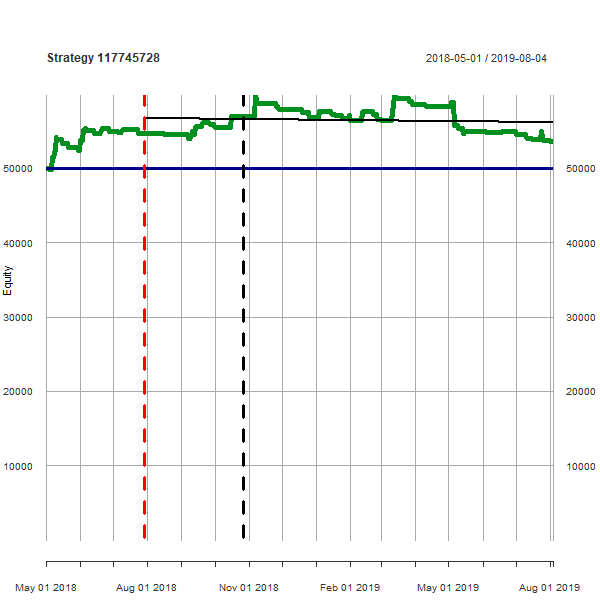 Strategy 117745728
2018-05-01 / 2019-08-04
50000
50000
40000
40000
Equity
30000
30000
20000
20000
10000
10000
May 01 2018
Aug 01 2018
Nov 01 2018
Feb 01 2019
May 01 2019
Aug 01 2019